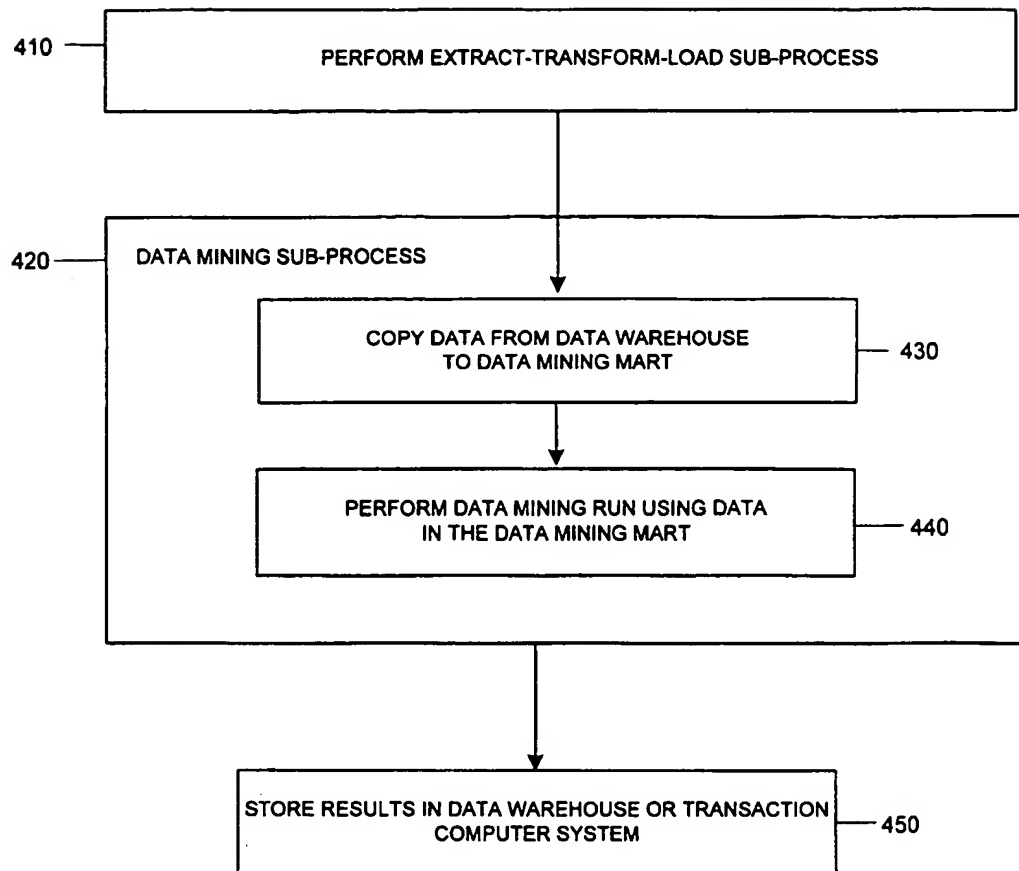 410
PERFORM EXTRACT-TRANSFORM-LOAD SUB-PROCESS
420
DATA MINING SUB-PROCESS
COPY DATA FROM DATA WAREHOUSE
TO DATA MINING MART
430
PERFORM DATA MINING RUN USING DATA
IN THE DATA MINING MART
440
STORE RESULTS IN DATA WAREHOUSE OR TRANSACTION
COMPUTER SYSTEM
450